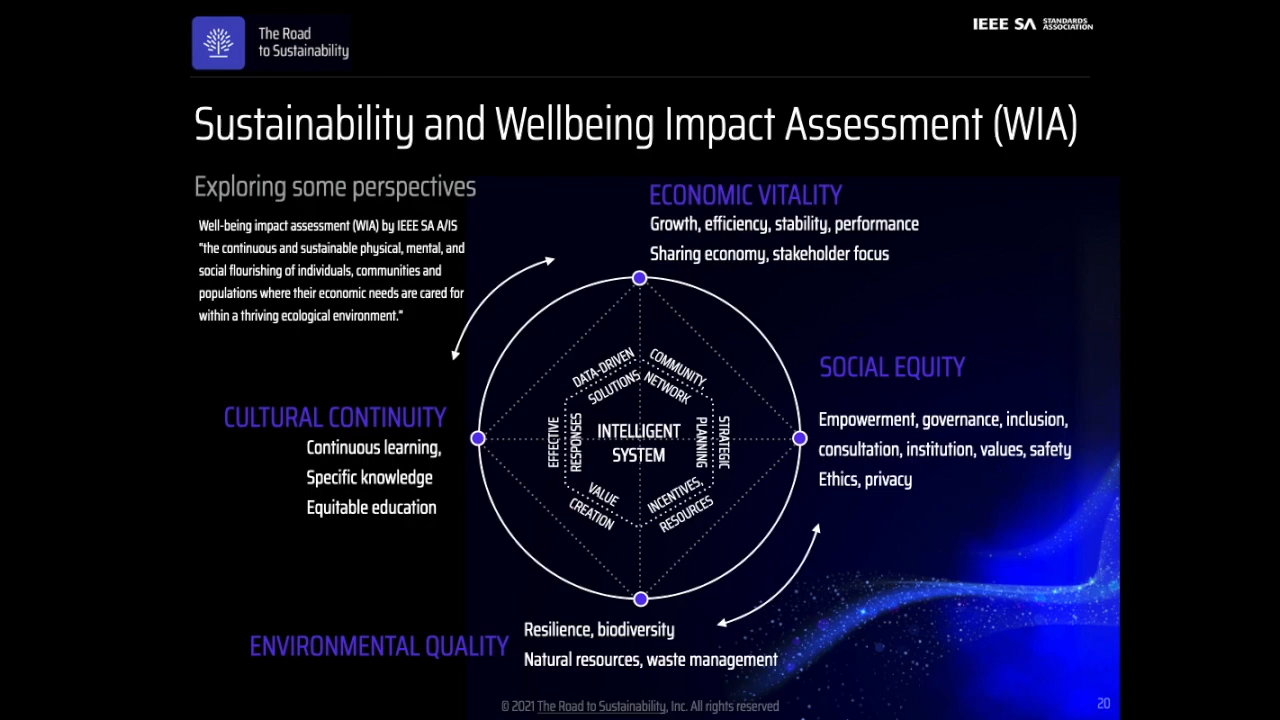 The Road
to Sustainability
IEEE SA STANDARDS
ASSOCIATION
Sustainability and Wellbeing Impact Assessment (WIA)
Exploring some perspectives
Well-being impact assessment (WIA) by IEEE SA A/IS
"the continuous and sustainable physical, mental, and
social flourishing of individuals, communities and
populations where their economic needs are cared for
within a thriving ecological environment."
ECONOMIC VITALITY
Growth, efficiency, stability, performance
Sharing economy, stakeholder focus
SOCIAL EQUITY
Empowerment, governance, inclusion,
consultation, institution, values, safety
Ethics, privacy
CULTURAL CONTINUITY
Continuous learning,
Specific knowledge
Equitable education
DATA-DRIVEN
SOLUTIONS
COMMUNITY,
NETWORK
EFFECTIVE
RESPONSES
INTELLIGENT
SYSTEM
STRATEGIC
PLANNING
VALUE
CREATION
INCENTIVES,
RESOURCES
ENVIRONMENTAL QUALITY
Resilience, biodiversity
Natural resources, waste management
© 2021 The Road to Sustainability, Inc. All rights reserved
20